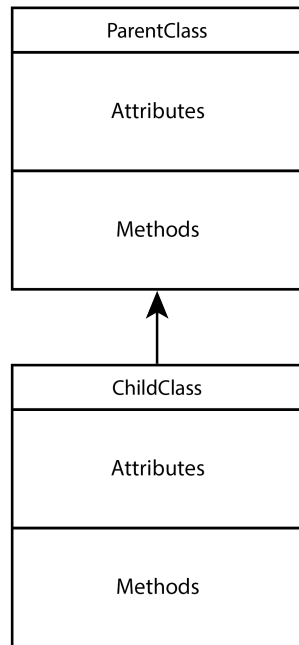 ParentClass
Attributes
Methods
ChildClass
Attributes
Methods